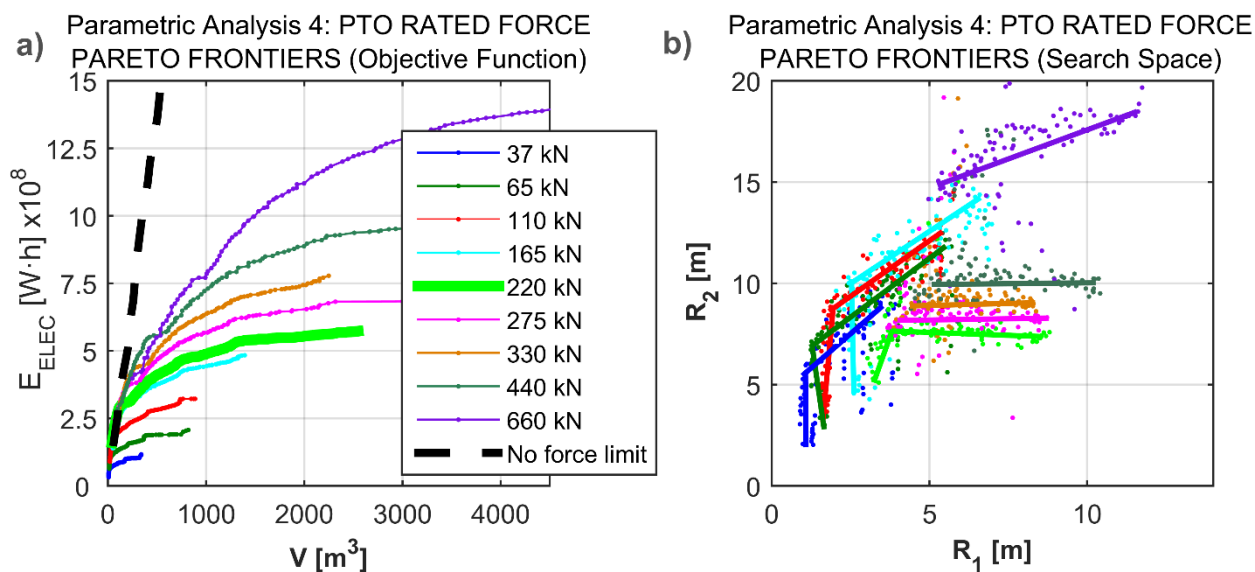 a)
Parametric Analysis 4: PTO RATED FORCE
PARETO FRONTIERS (Objective Function)
15
12.5
10
7.5
5
2.5
0
E_ELEC [W·h] x10^8
0
1000
2000
3000
4000
V [m^3]
37 kN
65 kN
110 kN
165 kN
220 kN
275 kN
330 kN
440 kN
660 kN
No force limit
b)
Parametric Analysis 4: PTO RATED FORCE
PARETO FRONTIERS (Search Space)
20
15
10
5
0
R_2 [m]
0
5
10
R_1 [m]